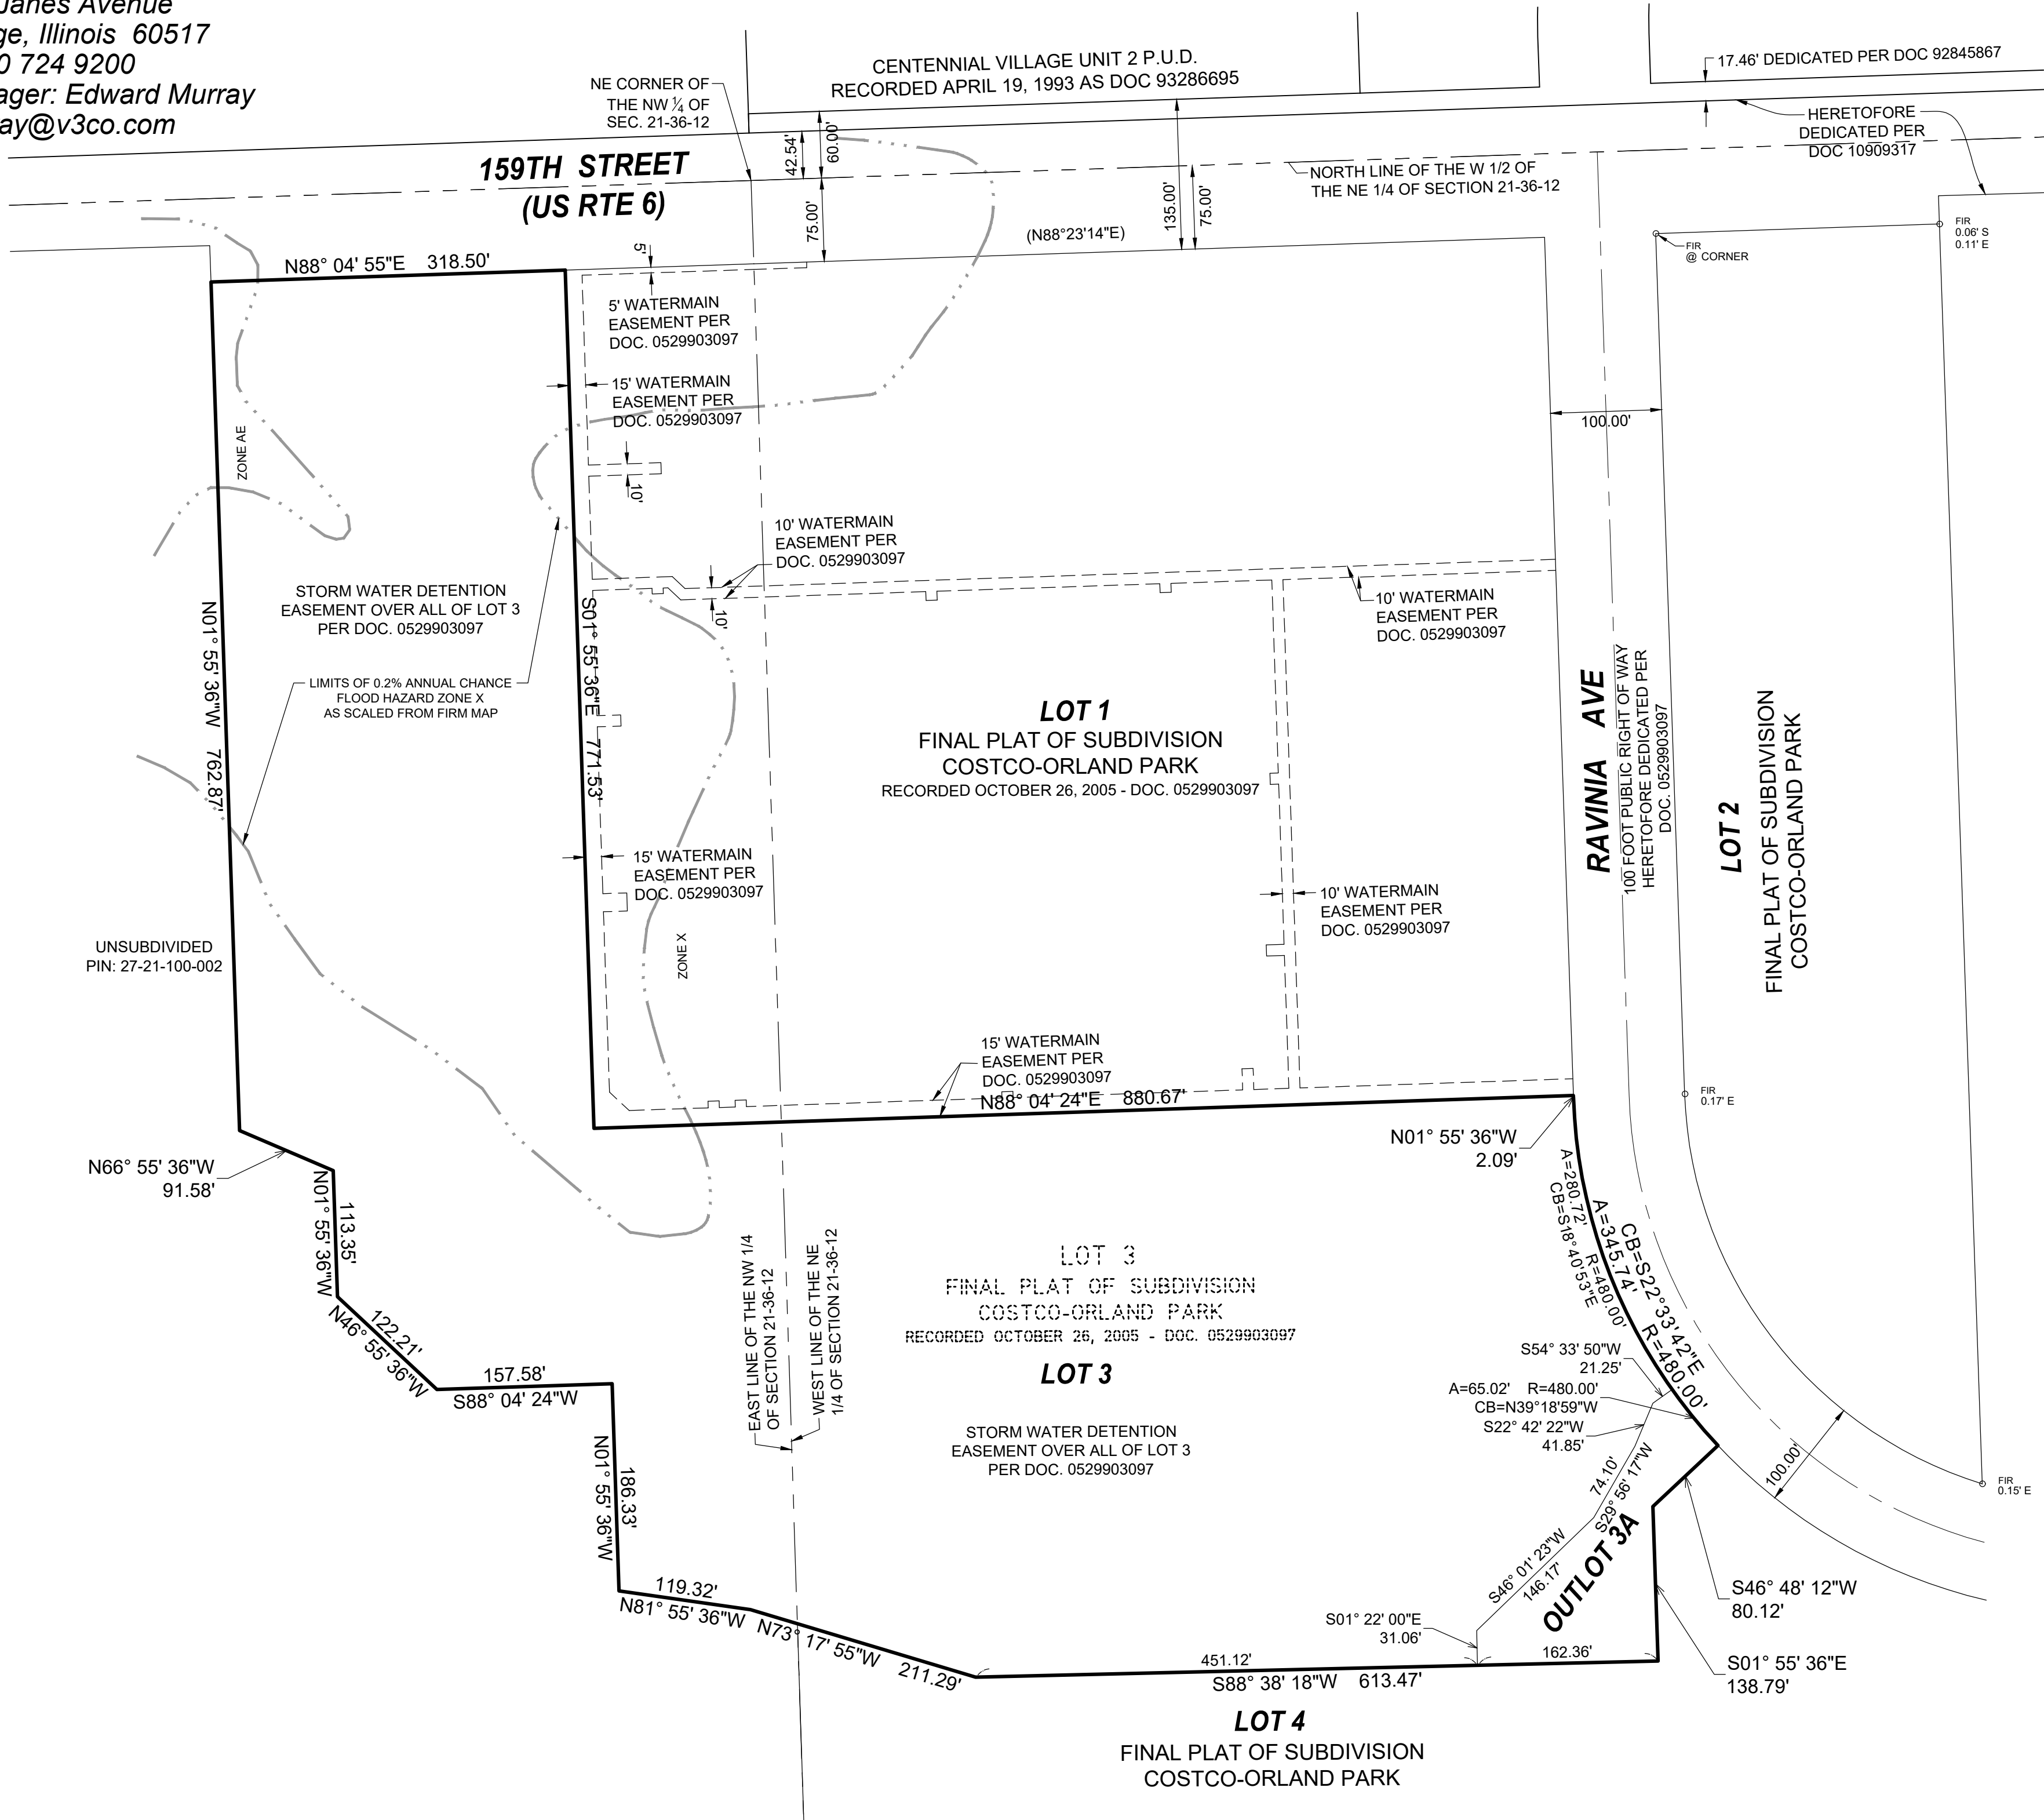 Janes Avenue
ge, Illinois 60517
0 724 9200
ager: Edward Murray
ay@v3co.com
NE CORNER OF
THE NW ¼ OF
SEC. 21-36-12
CENTENNIAL VILLAGE UNIT 2 P.U.D.
RECORDED APRIL 19, 1993 AS DOC 93286695
17.46' DEDICATED PER DOC 92845867
HERETOFORE
DEDICATED PER
DOC 10909317
159TH STREET
(US RTE 6)
42.54'
60.00'
75.00'
135.00'
75.00'
NORTH LINE OF THE W 1/2 OF
THE NE 1/4 OF SECTION 21-36-12
(N88°23'14"E)
FIR
@ CORNER
FIR
0.06' S
0.11' E
N88° 04' 55"E 318.50'
5'
5' WATERMAIN
EASEMENT PER
DOC. 0529903097
15' WATERMAIN
EASEMENT PER
DOC. 0529903097
100.00'
ZONE AE
10'
10' WATERMAIN
EASEMENT PER
DOC. 0529903097
STORM WATER DETENTION
EASEMENT OVER ALL OF LOT 3
PER DOC. 0529903097
10'
10' WATERMAIN
EASEMENT PER
DOC. 0529903097
N01° 55' 36"W 762.87'
S01° 55' 36"E 771.53'
LIMITS OF 0.2% ANNUAL CHANCE
FLOOD HAZARD ZONE X
AS SCALED FROM FIRM MAP
LOT 1
FINAL PLAT OF SUBDIVISION
COSTCO-ORLAND PARK
RECORDED OCTOBER 26, 2005 - DOC. 0529903097
RAVINIA AVE
100 FOOT PUBLIC RIGHT OF WAY
HERETOFORE DEDICATED PER
DOC. 0529903097
LOT 2
FINAL PLAT OF SUBDIVISION
COSTCO-ORLAND PARK
15' WATERMAIN
EASEMENT PER
DOC. 0529903097
10' WATERMAIN
EASEMENT PER
DOC. 0529903097
ZONE X
UNSUBDIVIDED
PIN: 27-21-100-002
15' WATERMAIN
EASEMENT PER
DOC. 0529903097
N88° 04' 24"E 880.67'
FIR
0.17' E
N01° 55' 36"W
2.09'
N66° 55' 36"W
91.58'
113.35'
N01° 55' 36"W
A=280.72' R=480.00'
CB=S18°40'53"E
CB=S22°33'42"E
A=345.74' R=480.00'
EAST LINE OF THE NW 1/4
OF SECTION 21-36-12
WEST LINE OF THE NE
1/4 OF SECTION 21-36-12
LOT 3
FINAL PLAT OF SUBDIVISION
COSTCO-ORLAND PARK
RECORDED OCTOBER 26, 2005 - DOC. 0529903097
LOT 3
122.21'
N46° 55' 36"W
157.58'
S88° 04' 24"W
S54° 33' 50"W
21.25'
A=65.02' R=480.00'
CB=N39°18'59"W
S22° 42' 22"W
41.85'
STORM WATER DETENTION
EASEMENT OVER ALL OF LOT 3
PER DOC. 0529903097
186.33'
N01° 55' 36"W
74.10'
S29° 56' 17"W
100.00'
FIR
0.15' E
S46° 01' 23"W
146.17'
OUTLOT 3A
S46° 48' 12"W
80.12'
119.32'
N81° 55' 36"W
N73° 17' 55"W 211.29'
S01° 22' 00"E
31.06'
451.12'
162.36'
S88° 38' 18"W 613.47'
S01° 55' 36"E
138.79'
LOT 4
FINAL PLAT OF SUBDIVISION
COSTCO-ORLAND PARK